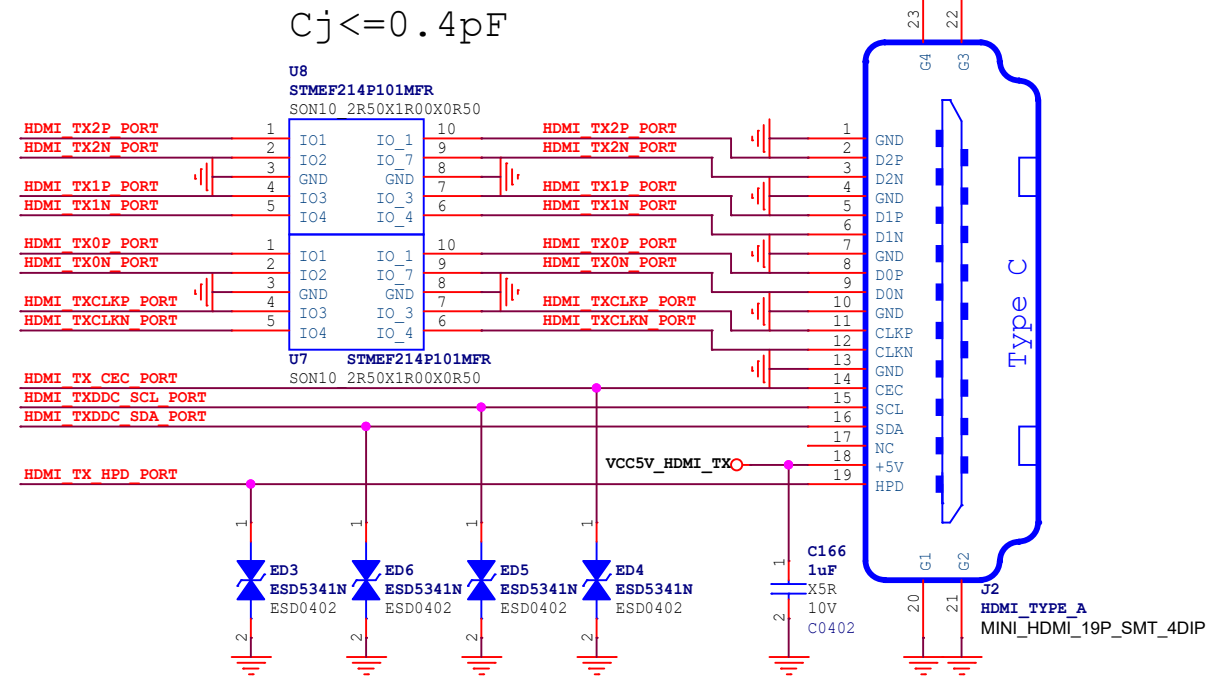 Cj<=0.4pF
23
22
G4
G3
U8
STMEF214P101MFR
SON10_2R50X1R00X0R50
HDMI_TX2P_PORT 1 IO1 IO_1 10 HDMI_TX2P_PORT 1 GND
HDMI_TX2N_PORT 2 IO2 IO_7 9 HDMI_TX2N_PORT 2 D2P
3 GND GND 8 3 D2N
HDMI_TX1P_PORT 4 IO3 IO_3 7 HDMI_TX1P_PORT 4 GND
HDMI_TX1N_PORT 5 IO4 IO_4 6 HDMI_TX1N_PORT 5 D1P
6 D1N
HDMI_TX0P_PORT 1 IO1 IO_1 10 HDMI_TX0P_PORT 7 GND
HDMI_TX0N_PORT 2 IO2 IO_7 9 HDMI_TX0N_PORT 8 D0P
3 GND GND 8 9 D0N
HDMI_TXCLKP_PORT 4 IO3 IO_3 7 HDMI_TXCLKP_PORT 10 GND
HDMI_TXCLKN_PORT 5 IO4 IO_4 6 HDMI_TXCLKN_PORT 11 CLKP
12 CLKN
U7 STMEF214P101MFR
SON10_2R50X1R00X0R50
13 GND
HDMI_TX_CEC_PORT 14 CEC
HDMI_TXDDC_SCL_PORT 15 SCL
HDMI_TXDDC_SDA_PORT 16 SDA
17 NC
VCC5V_HDMI_TX 18 +5V
HDMI_TX_HPD_PORT 19 HPD
Type C
1 1 1 1
ED3 ED6 ED5 ED4
ESD5341N ESD5341N ESD5341N ESD5341N
ESD0402 ESD0402 ESD0402 ESD0402
2 2 2 2
1
C166
1uF
X5R
10V
C0402
2
G1
G2
20
21
J2
HDMI_TYPE_A
MINI_HDMI_19P_SMT_4DIP